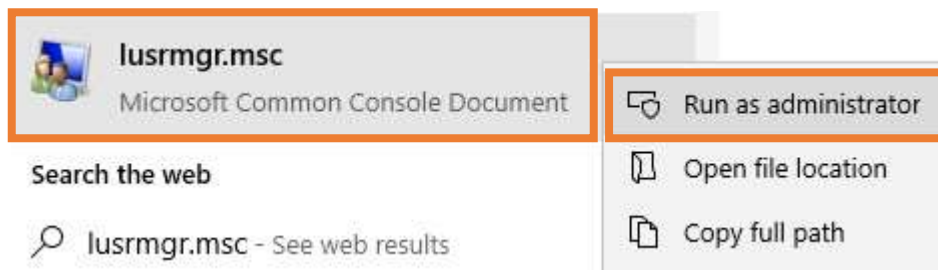 lusrmgr.msc
Microsoft Common Console Document
Run as administrator
Search the web
Open file location
lusrmgr.msc - See web results
Copy full path